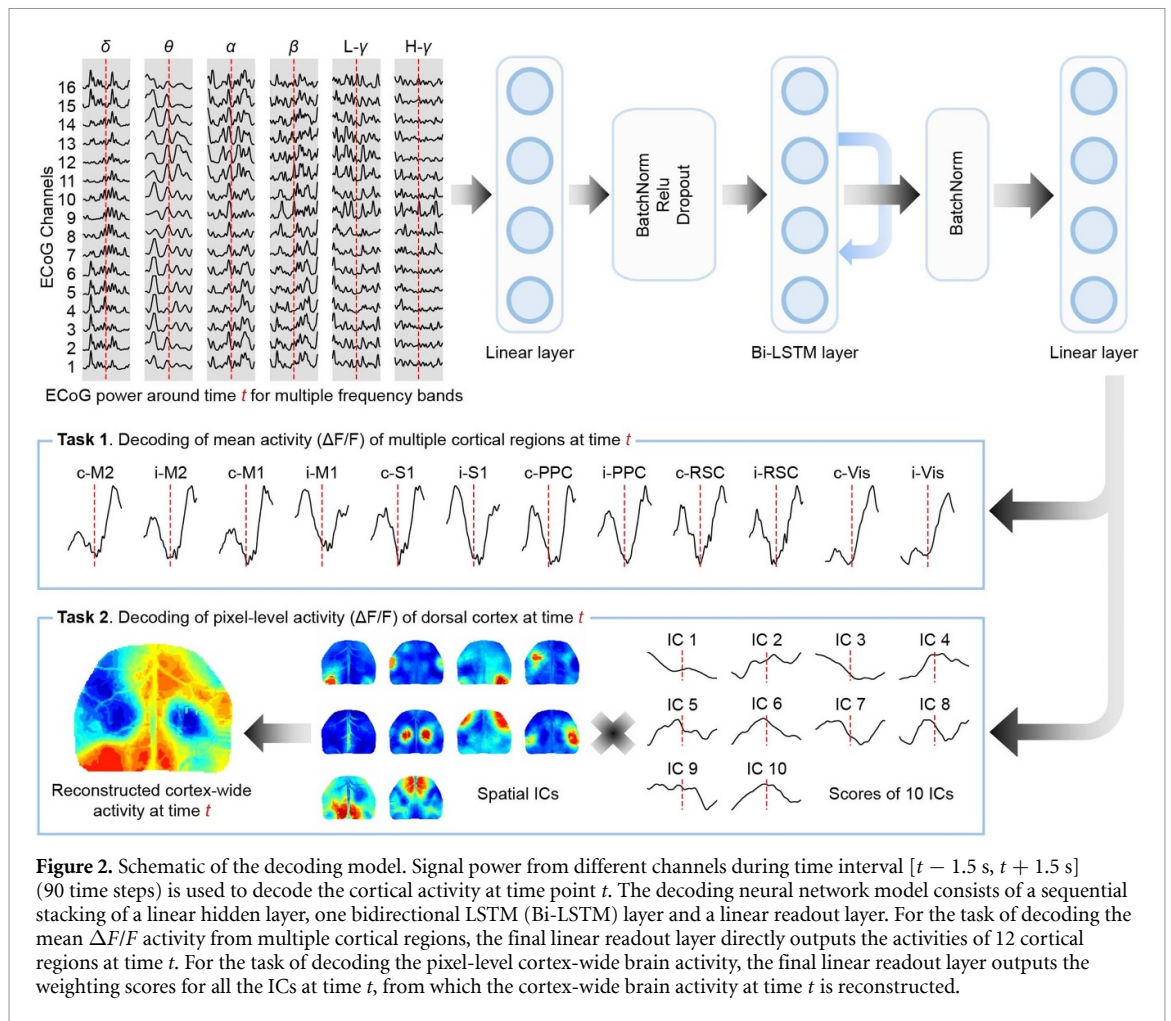 δ θ α β L-γ H-γ
16
15
14
13
12
11
10
9
8
7
6
5
4
3
2
1
ECoG Channels
ECoG power around time t for multiple frequency bands
Linear layer
BatchNorm
Relu
Dropout
Bi-LSTM layer
BatchNorm
Linear layer
Task 1. Decoding of mean activity (ΔF/F) of multiple cortical regions at time t
c-M2 i-M2 c-M1 i-M1 c-S1 i-S1 c-PPC i-PPC c-RSC i-RSC c-Vis i-Vis
Task 2. Decoding of pixel-level activity (ΔF/F) of dorsal cortex at time t
Reconstructed cortex-wide
activity at time t
Spatial ICs
IC 1 IC 2 IC 3 IC 4
IC 5 IC 6 IC 7 IC 8
IC 9 IC 10
Scores of 10 ICs
Figure 2. Schematic of the decoding model. Signal power from different channels during time interval [t − 1.5 s, t + 1.5 s]
(90 time steps) is used to decode the cortical activity at time point t. The decoding neural network model consists of a sequential
stacking of a linear hidden layer, one bidirectional LSTM (Bi-LSTM) layer and a linear readout layer. For the task of decoding the
mean ΔF/F activity from multiple cortical regions, the final linear readout layer directly outputs the activities of 12 cortical
regions at time t. For the task of decoding the pixel-level cortex-wide brain activity, the final linear readout layer outputs the
weighting scores for all the ICs at time t, from which the cortex-wide brain activity at time t is reconstructed.